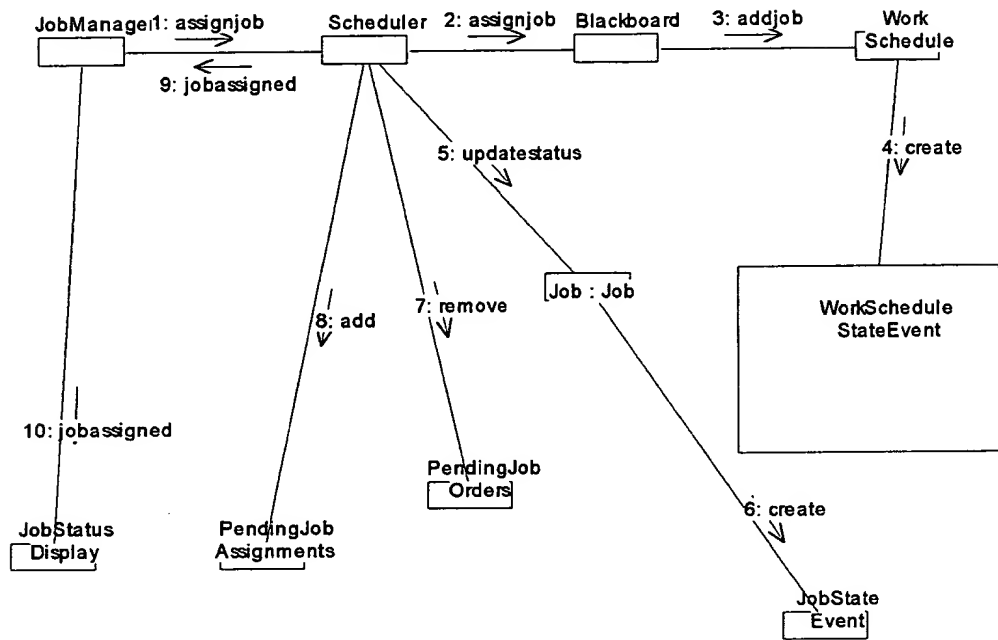 JobManager
1: assignjob
Scheduler
2: assignjob
Blackboard
3: addjob
Work
Schedule
9: jobassigned
5: updatestatus
4: create
Job : Job
WorkSchedule
StateEvent
8: add
7: remove
10: jobassigned
PendingJob
Orders
6: create
JobStatus
Display
PendingJob
Assignments
JobState
Event